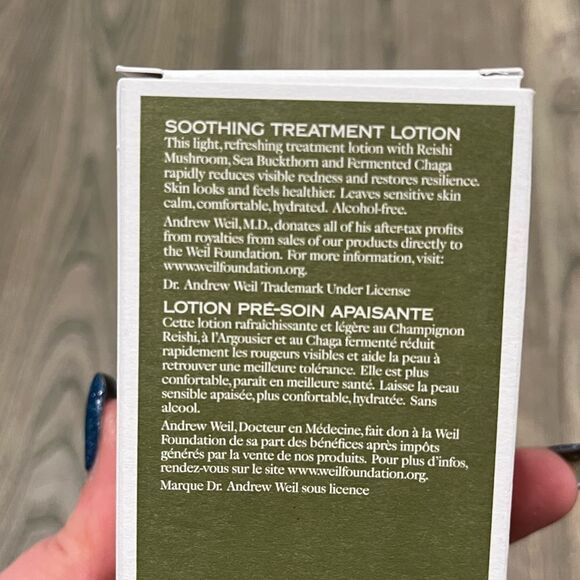 SOOTHING TREATMENT LOTION
This light, refreshing treatment lotion with Reishi
Mushroom, Sea Buckthorn and Fermented Chaga
rapidly reduces visible redness and restores resilience.
Skin looks and feels healthier. Leaves sensitive skin
calm, comfortable, hydrated. Alcohol-free.
Andrew Weil, M.D., donates all of his after-tax profits
from royalties from sales of our products directly to
the Weil Foundation. For more information, visit:
www.weilfoundation.org.
Dr. Andrew Weil Trademark Under License
LOTION PRÉ-SOIN APAISANTE
Cette lotion rafraîchissante et légère au Champignon
Reishi, à l'Argousier et au Chaga fermenté réduit
rapidement les rougeurs visibles et aide la peau à
retrouver une meilleure tolérance. Elle est plus
confortable, paraît en meilleure santé. Laisse la peau
sensible apaisée, plus confortable, hydratée. Sans
alcool.
Andrew Weil, Docteur en Médecine, fait don à la Weil
Foundation de sa part des bénéfices après impôts
générés par la vente de nos produits. Pour plus d'infos,
rendez-vous sur le site www.weilfoundation.org.
Marque Dr. Andrew Weil sous licence